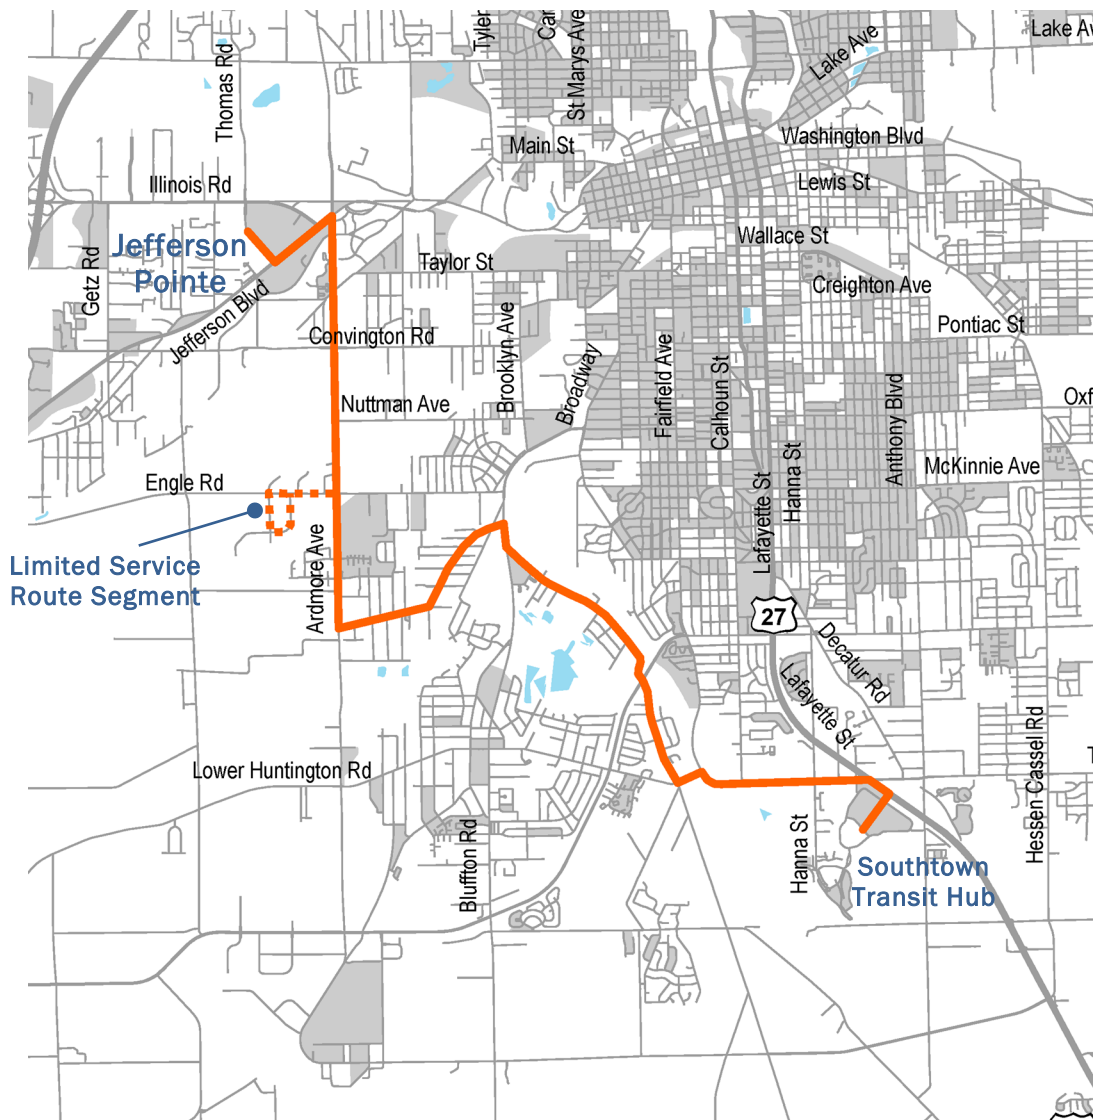 Tyler
St Marys Ave
Lake Ave
Thomas Rd
Main St
Washington Blvd
Illinois Rd
Lewis St
Jefferson
Pointe
Wallace St
Getz Rd
Taylor St
Creighton Ave
Jefferson Blvd
Convington Rd
Brooklyn Ave
Broadway
Fairfield Ave
Calhoun St
Pontiac St
Nuttman Ave
Anthony Blvd
Engle Rd
Hanna St
McKinnie Ave
Lafayette St
Limited Service
Route Segment
Ardmore Ave
27
Decatur Rd
Lafayette St
Lower Huntington Rd
Hessen Cassel Rd
Bluffton Rd
Hanna St
Southtown
Transit Hub